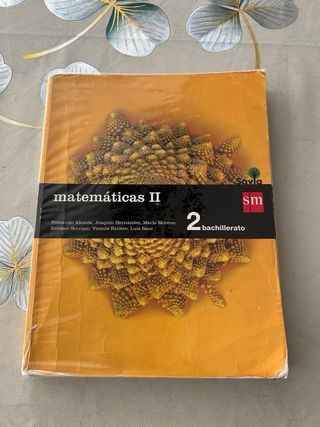 savia
matemáticas II
sm
Fernando Alcaide, Joaquín Hernández, María Moreno,
Esteban Serrano, Vicente Rivière, Luis Sanz
2 bachillerato